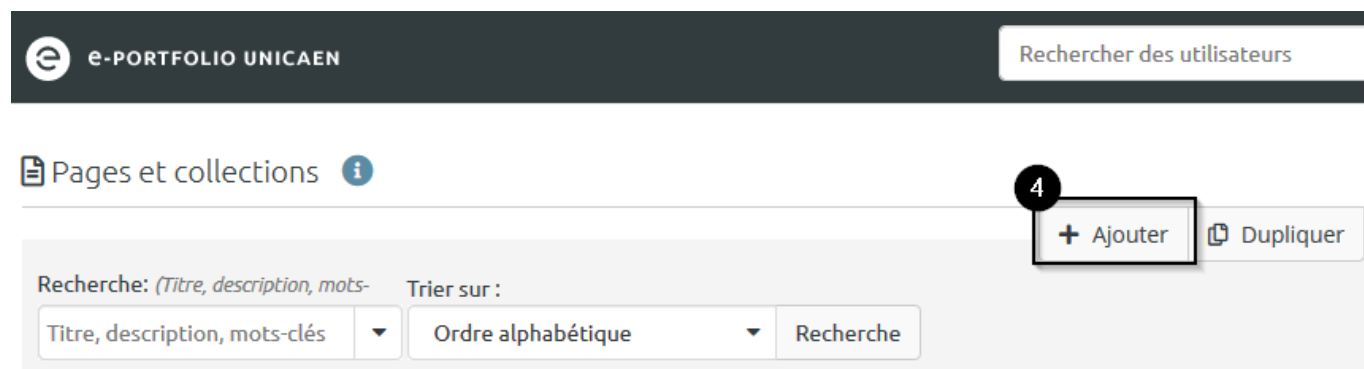 e-PORTFOLIO UNICAEN
Rechercher des utilisateurs
Pages et collections
4
+ Ajouter
Dupliquer
Recherche: (Titre, description, mots-
Trier sur :
Titre, description, mots-clés
Ordre alphabétique
Recherche